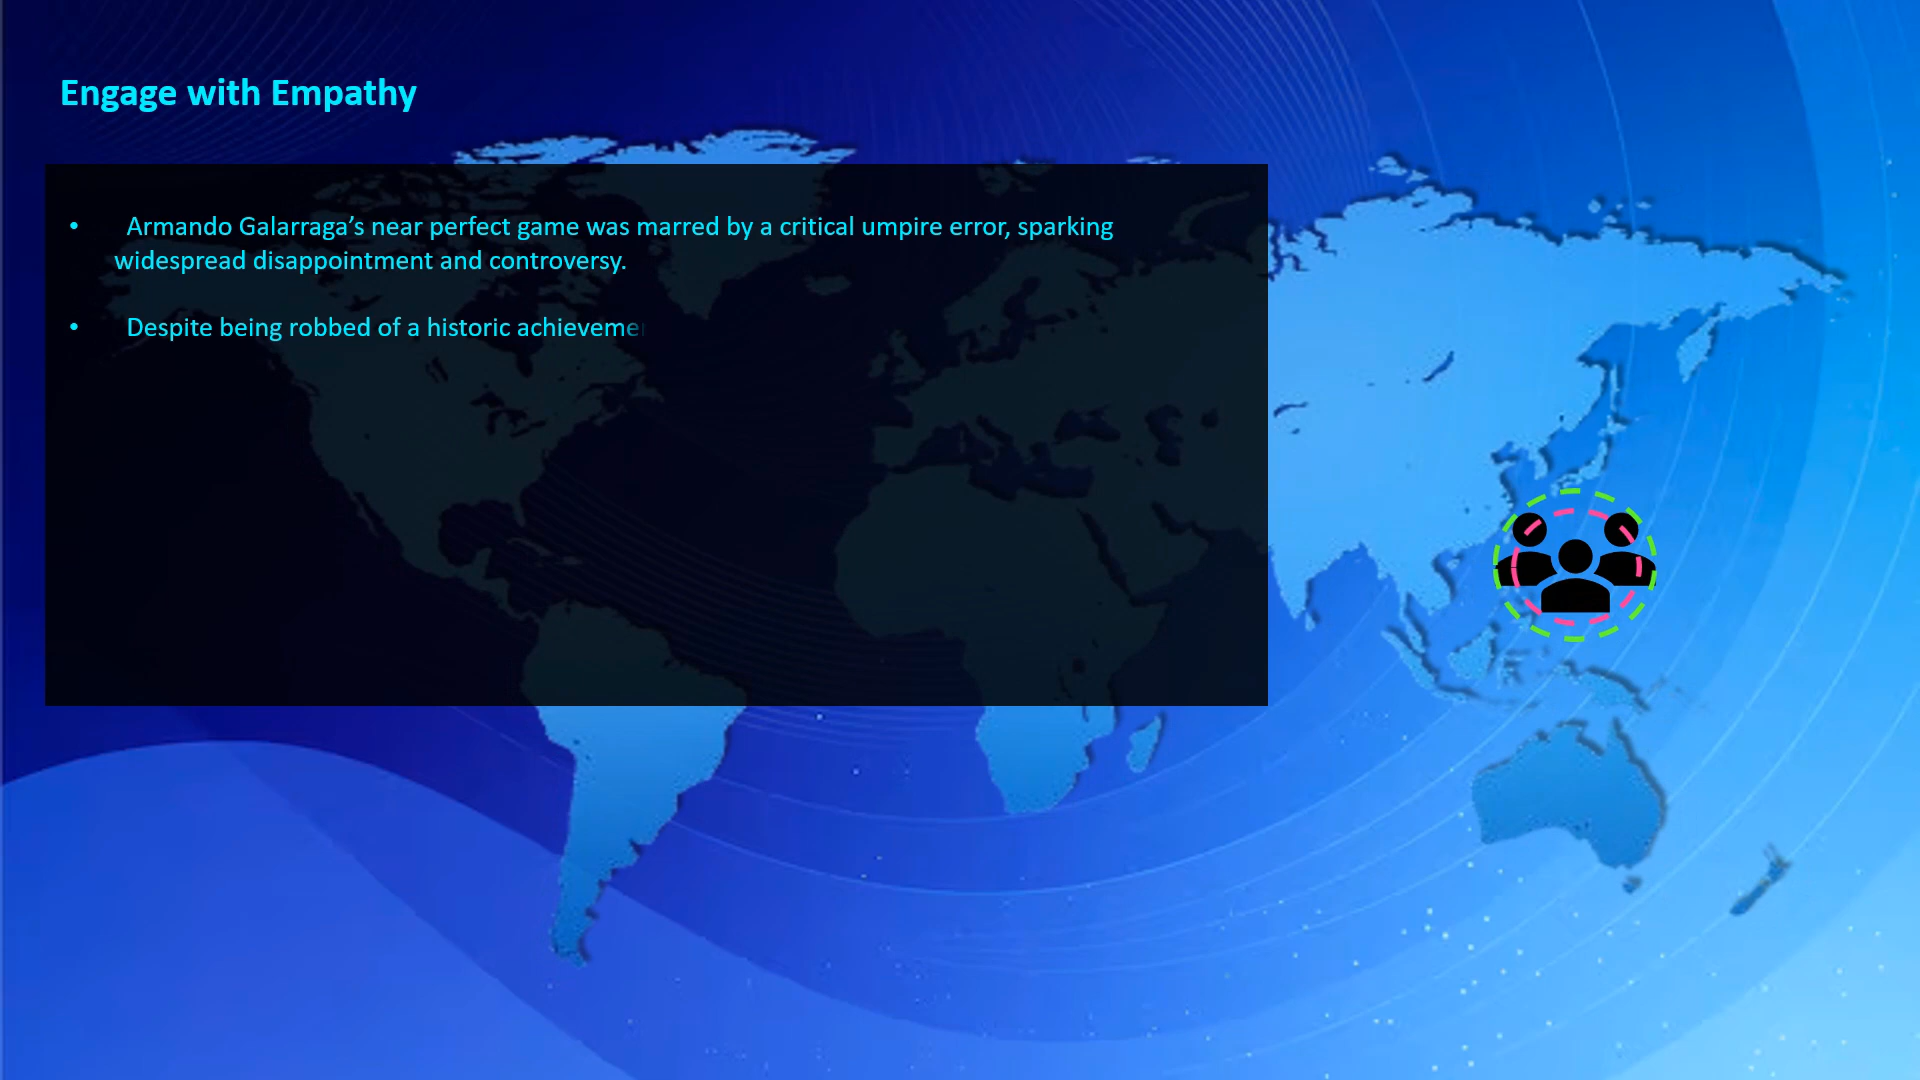 Engage with Empathy
• Armando Galarraga’s near perfect game was marred by a critical umpire error, sparking
widespread disappointment and controversy.
• Despite being robbed of a historic